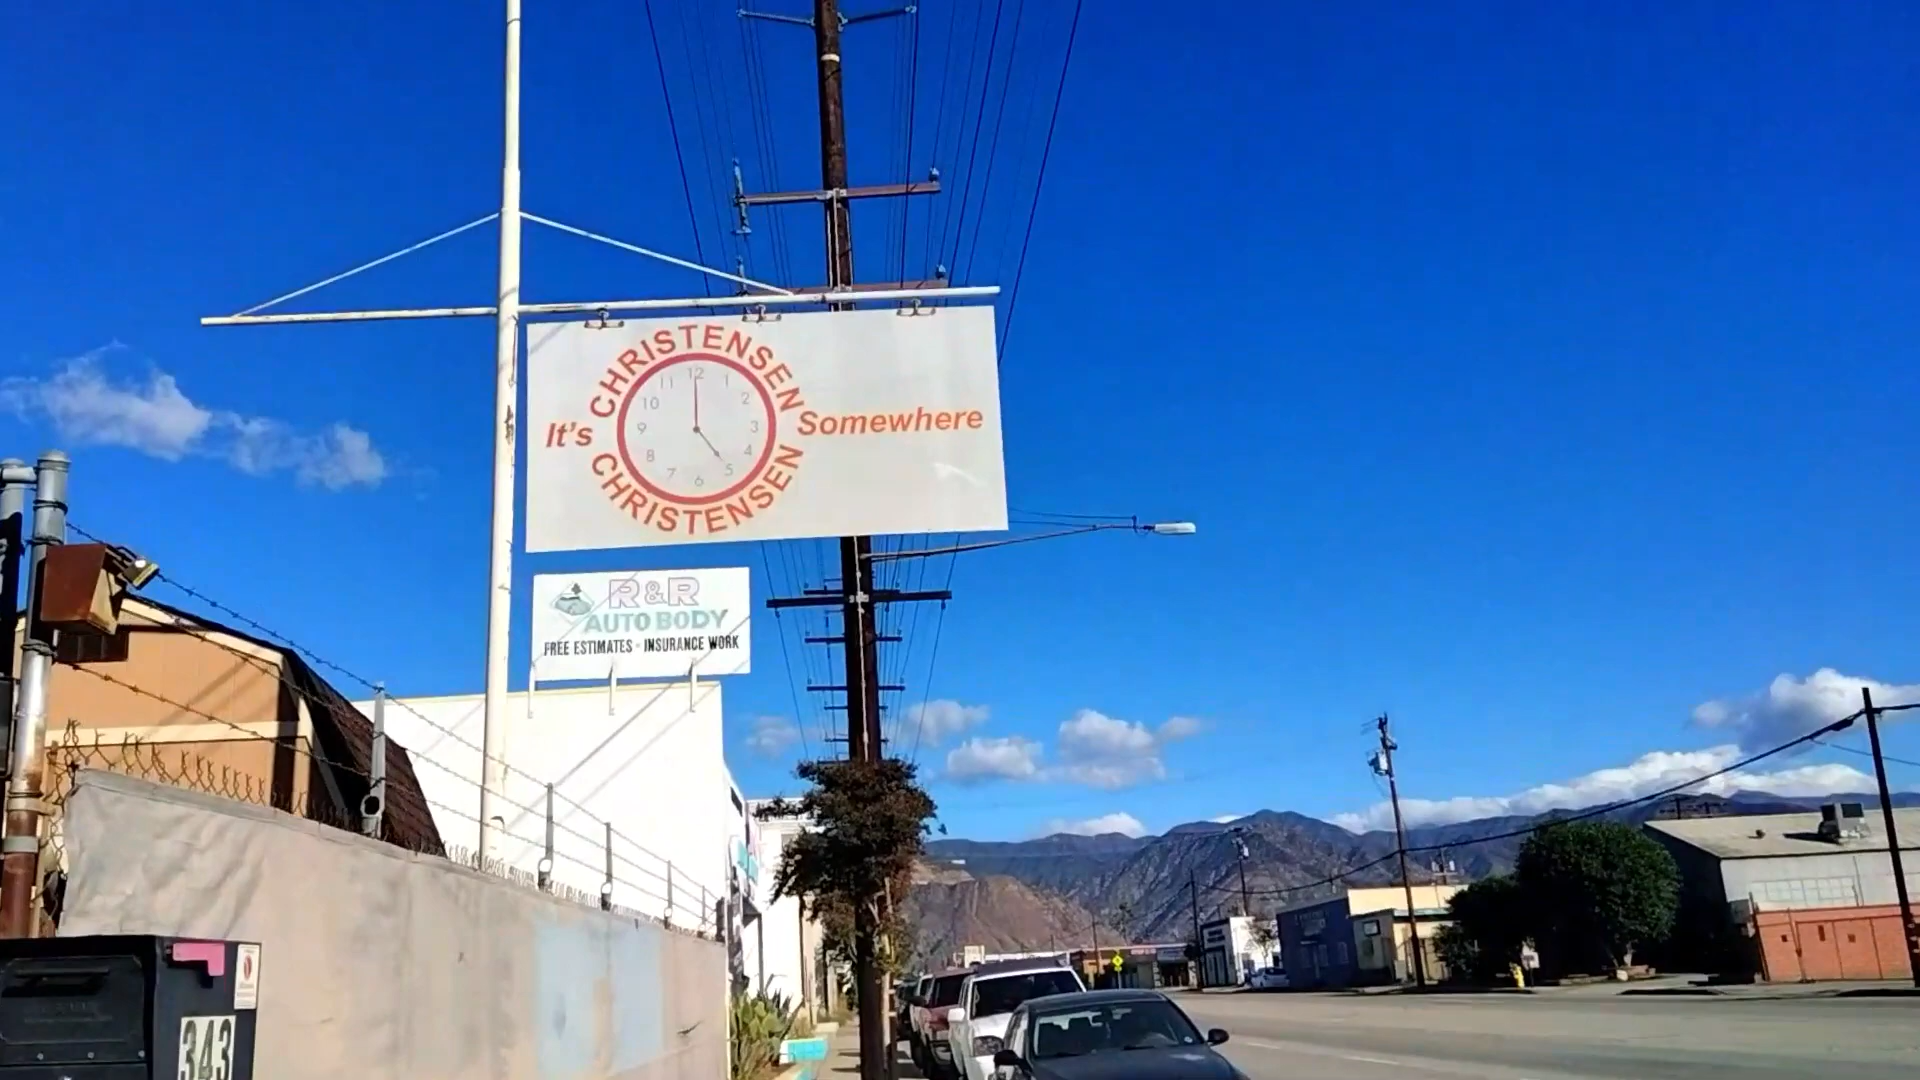 CHRISTENSEN
12
11 1
10 2
9 3
8 4
7 5
6
It's Somewhere
CHRISTENSEN
R&R
AUTO BODY
FREE ESTIMATES - INSURANCE WORK
343